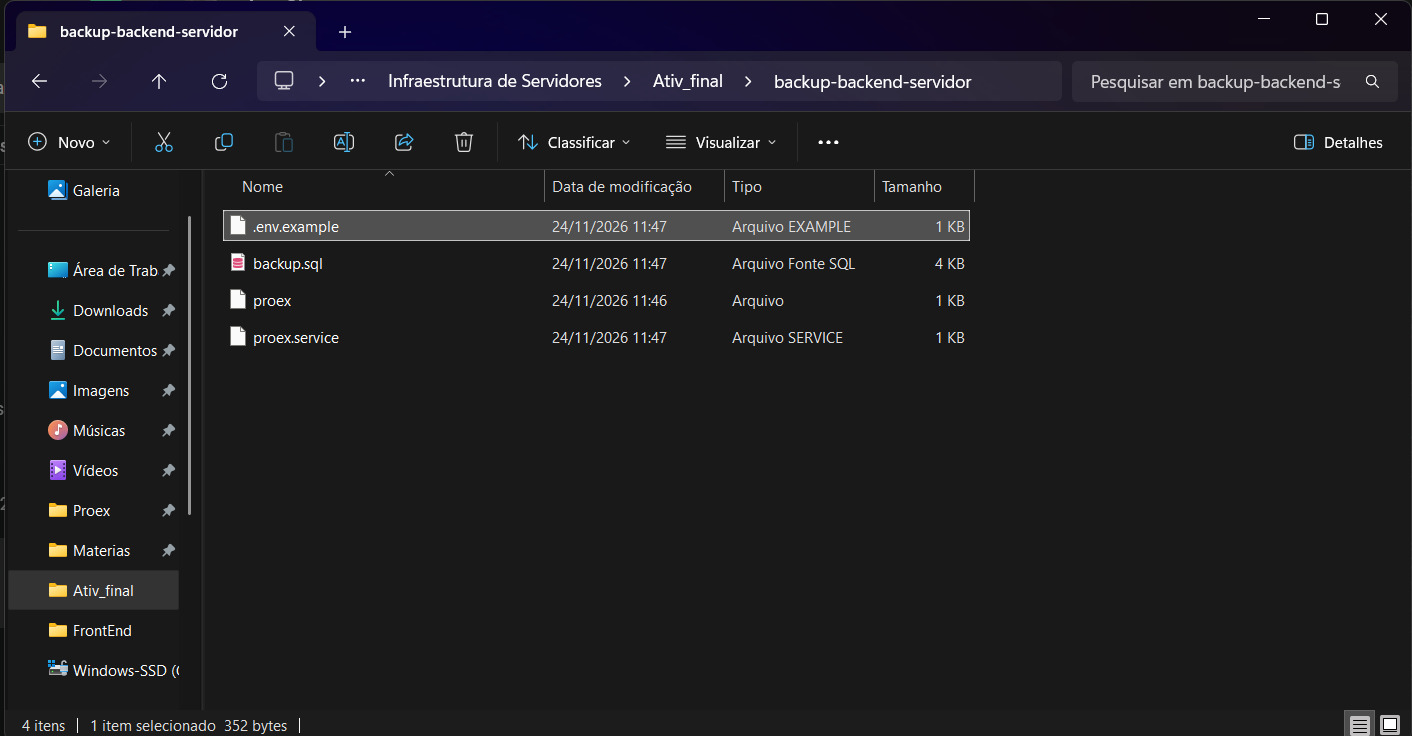 backup-backend-servidor
Infraestrutura de Servidores > Ativ_final > backup-backend-servidor
Pesquisar em backup-backend-s
Novo
Classificar
Visualizar
Detalhes
Galeria
Área de Trab
Downloads
Documentos
Imagens
Músicas
Vídeos
Proex
Materias
Ativ_final
FrontEnd
Windows-SSD (
Nome Data de modificação Tipo Tamanho
.env.example 24/11/2026 11:47 Arquivo EXAMPLE 1 KB
backup.sql 24/11/2026 11:47 Arquivo Fonte SQL 4 KB
proex 24/11/2026 11:46 Arquivo 1 KB
proex.service 24/11/2026 11:47 Arquivo SERVICE 1 KB
4 itens | 1 item selecionado 352 bytes |